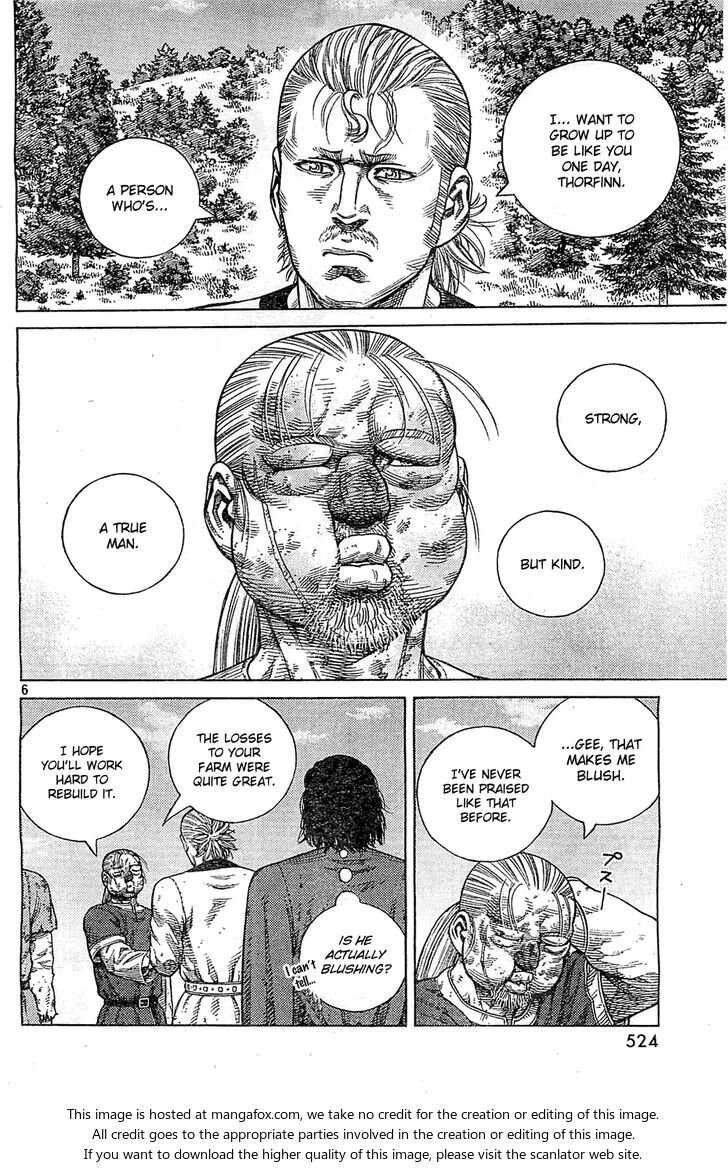 I... WANT TO
GROW UP TO
BE LIKE YOU
ONE DAY,
THORFINN.
A PERSON
WHO'S...
STRONG,
BUT KIND.
A TRUE
MAN.
6
...GEE, THAT
MAKES ME
BLUSH.
I'VE NEVER
BEEN PRAISED
LIKE THAT
BEFORE.
プス
THE LOSSES
TO YOUR
FARM WERE
QUITE GREAT.
I HOPE
YOU'LL WORK
HARD TO
REBUILD IT.
IS HE
ACTUALLY
BLUSHING?
I can't
tell...
524
This image is hosted at mangafox.com, we take no credit for the creation or editing of this image.
All credit goes to the appropriate parties involved in the creation or editing of this image.
If you want to download the higher quality of this image, please visit the scanlator web site.